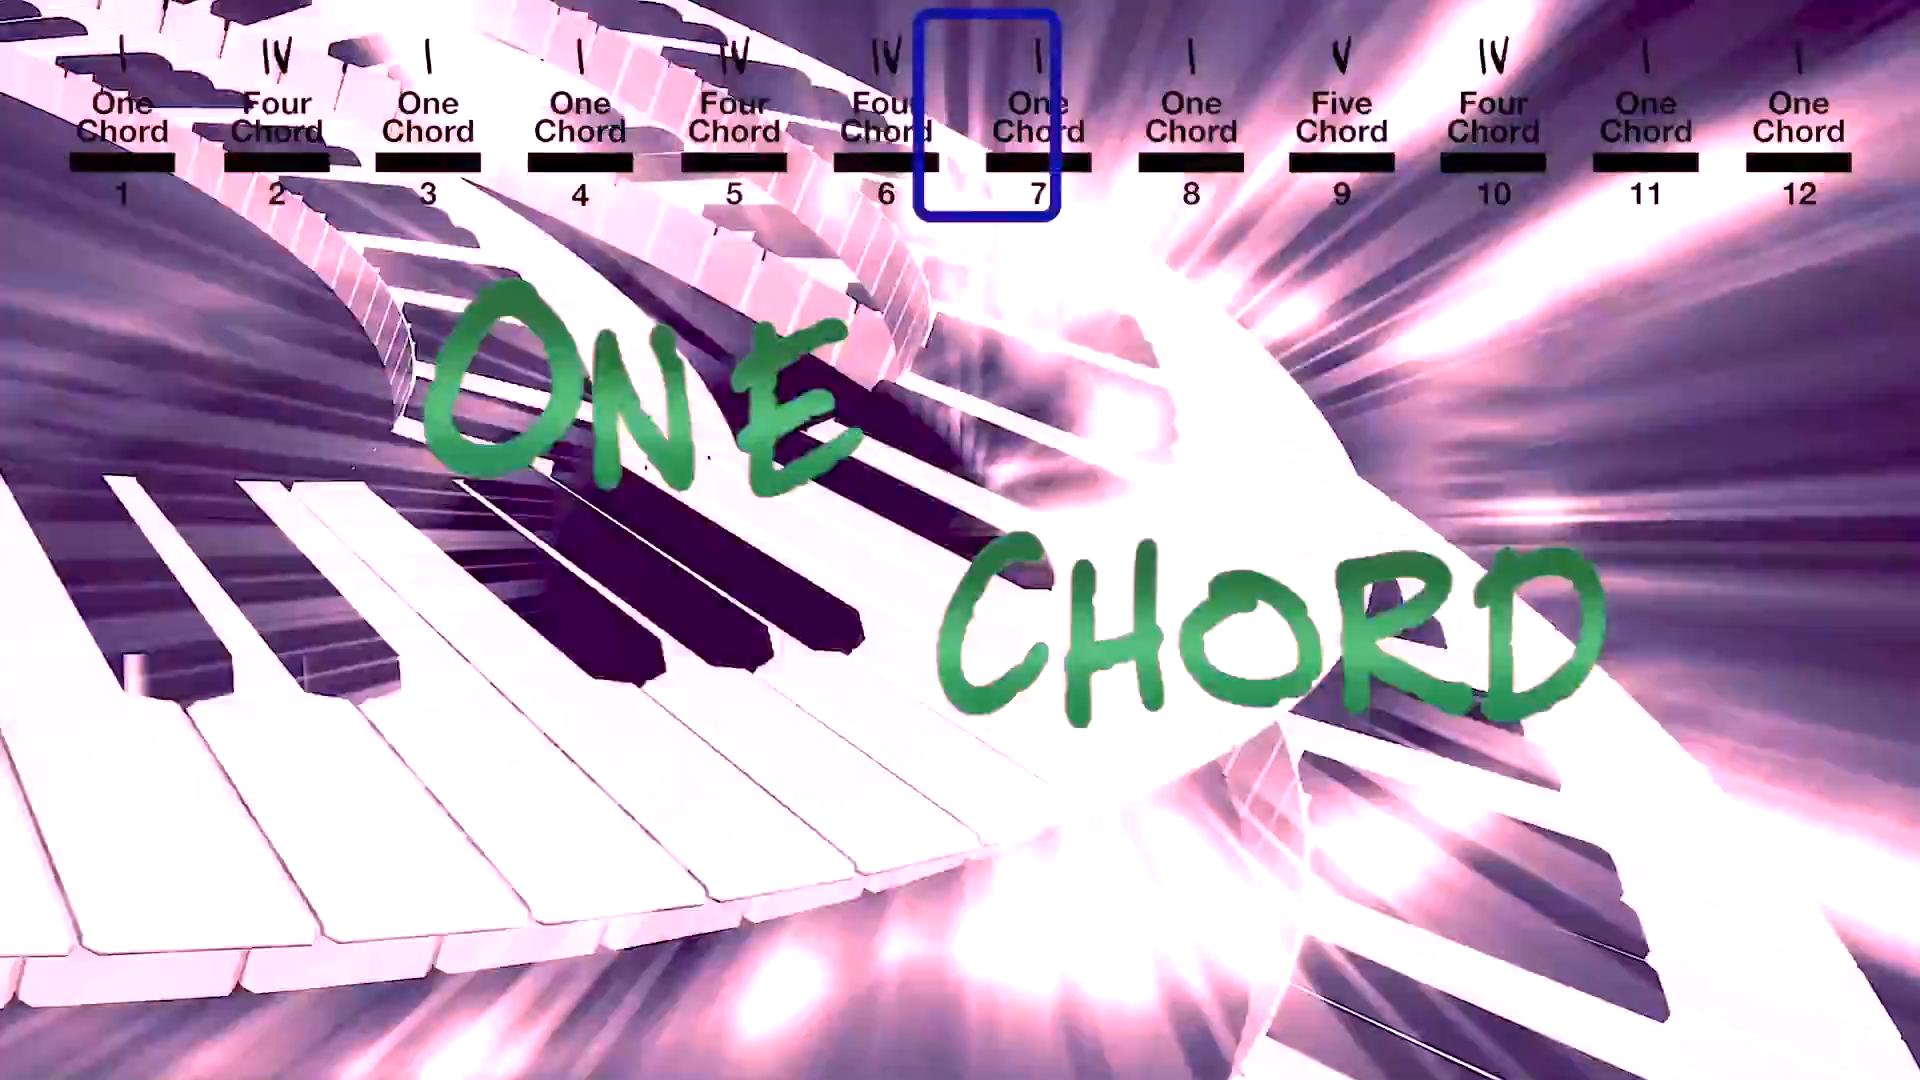 I IV I I IV IV I I V IV I I
One Four One One Four Four One One Five Four One One
Chord Chord Chord Chord Chord Chord Chord Chord Chord Chord Chord Chord
1 2 3 4 5 6 7 8 9 10 11 12
ONE
CHORD